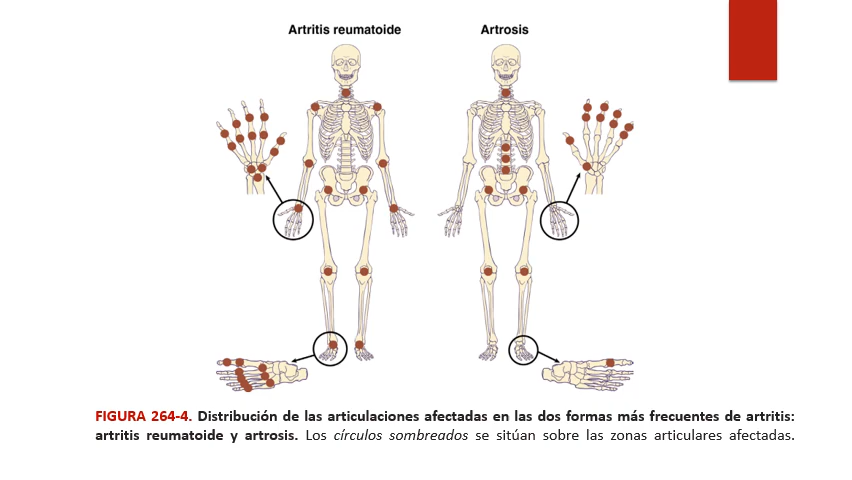 Artritis reumatoide
Artrosis
FIGURA 264-4. Distribución de las articulaciones afectadas en las dos formas más frecuentes de artritis:
artritis reumatoide y artrosis. Los círculos sombreados se sitúan sobre las zonas articulares afectadas.